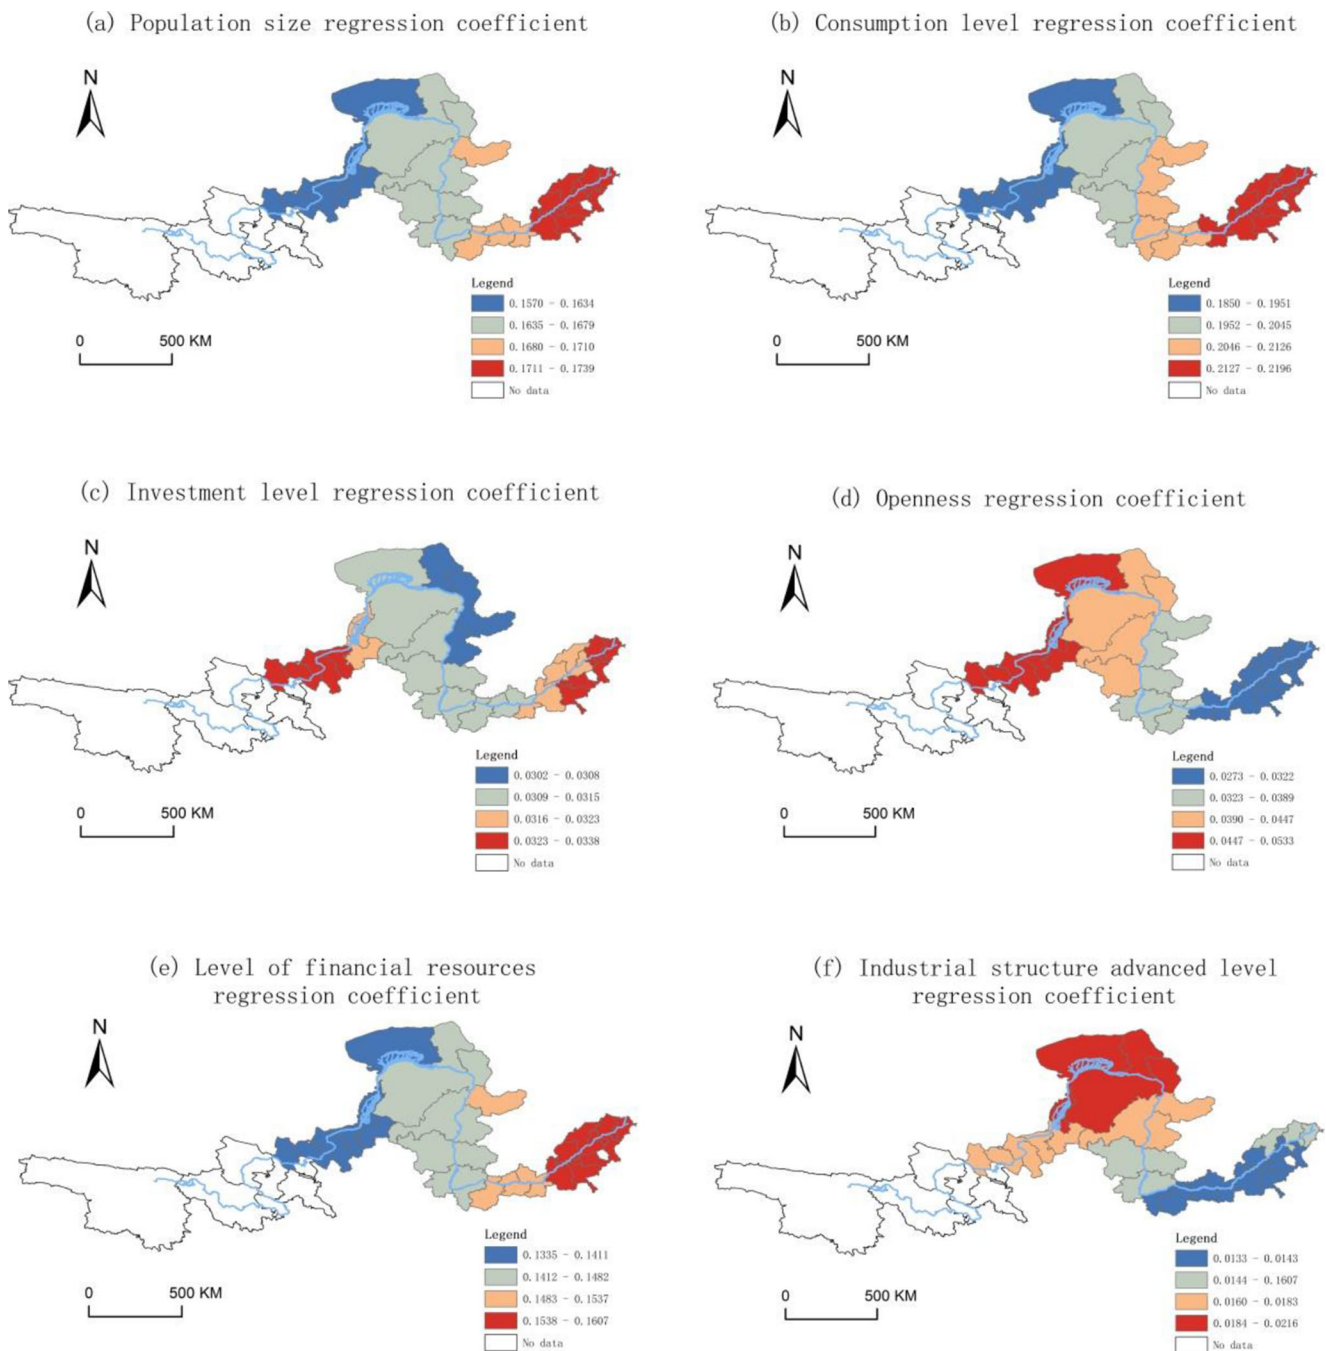 (a) Population size regression coefficient
N
Legend
0.1570 - 0.1634
0.1635 - 0.1679
0.1680 - 0.1710
0.1711 - 0.1739
No data
0 500 KM
(b) Consumption level regression coefficient
N
Legend
0.1850 - 0.1951
0.1952 - 0.2045
0.2046 - 0.2126
0.2127 - 0.2196
No data
0 500 KM
(c) Investment level regression coefficient
N
Legend
0.0302 - 0.0308
0.0309 - 0.0315
0.0316 - 0.0323
0.0323 - 0.0338
No data
0 500 KM
(d) Openness regression coefficient
N
Legend
0.0273 - 0.0322
0.0323 - 0.0389
0.0390 - 0.0447
0.0447 - 0.0533
No data
0 500 KM
(e) Level of financial resources
regression coefficient
N
Legend
0.1335 - 0.1411
0.1412 - 0.1482
0.1483 - 0.1537
0.1538 - 0.1607
No data
0 500 KM
(f) Industrial structure advanced level
regression coefficient
N
Legend
0.0133 - 0.0143
0.0144 - 0.1607
0.0160 - 0.0183
0.0184 - 0.0216
No data
0 500 KM